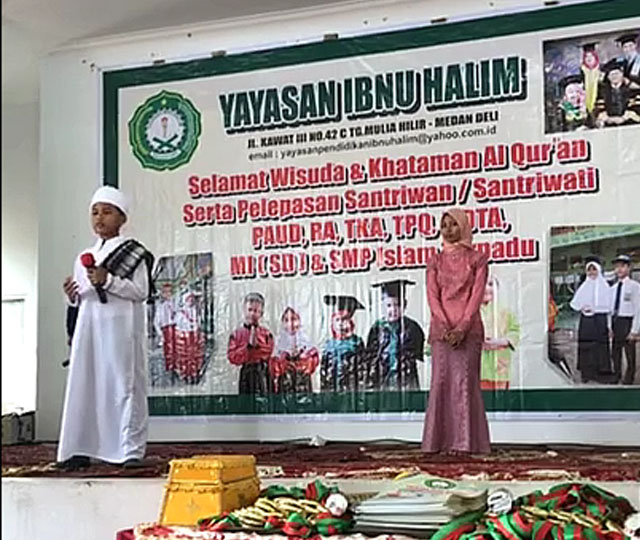 YAYASAN IBNU HALIM
JL. KAWAT III NO.42 C TG.MULIA HILIR - MEDAN DELI
email : yayasanpendidikanibnuhalim@yahoo.com.id
Selamat Wisuda & Khataman Al Qur'an
Serta Pelepasan Santriwan / Santriwati
PAUD, RA, TKA, TPQ,
MI ( SD ) & SMP Islam